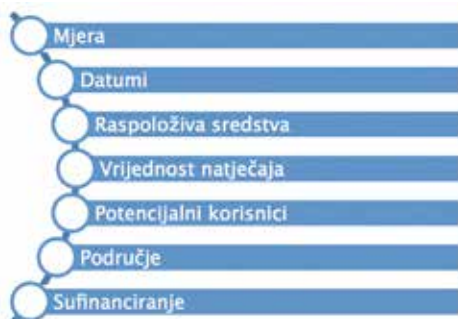 Mjera
Datumi
Raspoloživa sredstva
Vrijednost natječaja
Potencijalni korisnici
Područje
Sufinanciranje